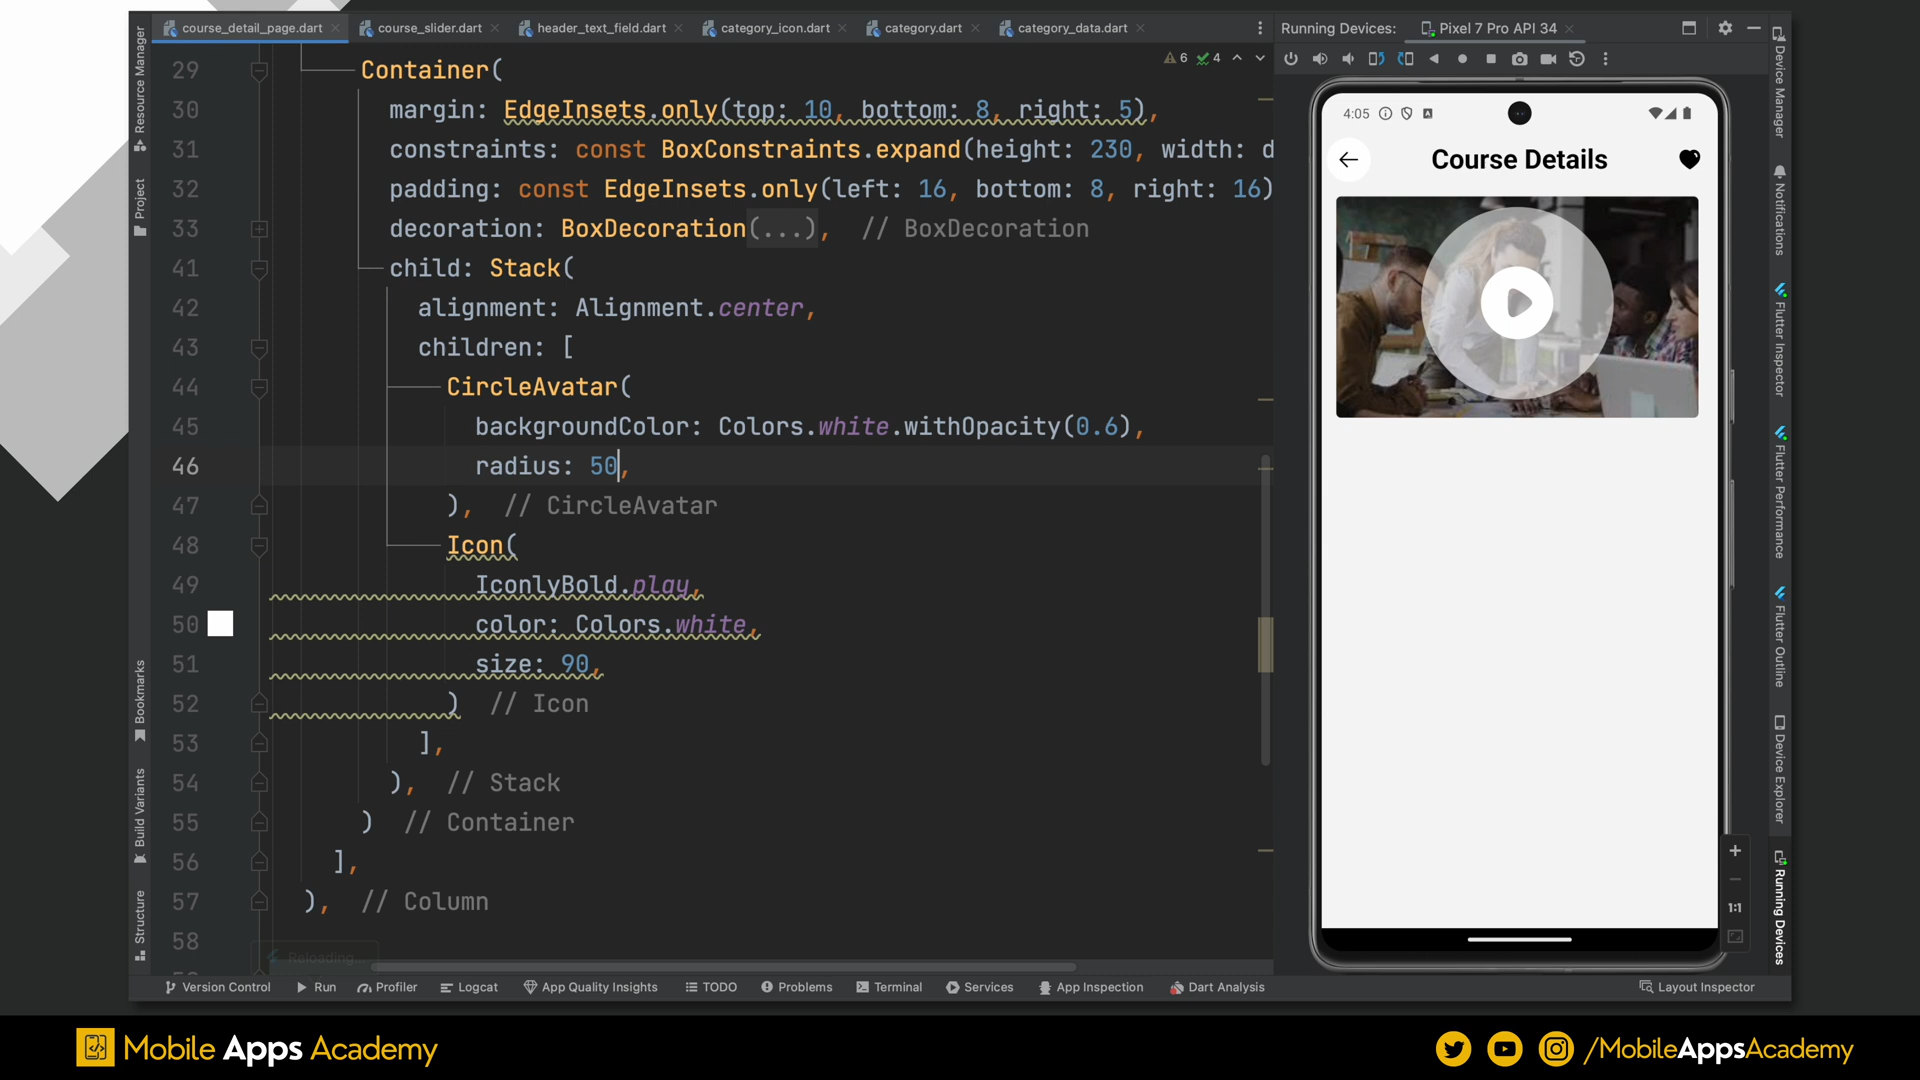 course_detail_page.dart
course_slider.dart
header_text_field.dart
category_icon.dart
category.dart
category_data.dart
Running Devices:
Pixel 7 Pro API 34
6 4
29 Container(
30 margin: EdgeInsets.only(top: 10, bottom: 8, right: 5),
31 constraints: const BoxConstraints.expand(height: 230, width: d
32 padding: const EdgeInsets.only(left: 16, bottom: 8, right: 16)
33 decoration: BoxDecoration(...), // BoxDecoration
41 child: Stack(
42 alignment: Alignment.center,
43 children: [
44 CircleAvatar(
45 backgroundColor: Colors.white.withOpacity(0.6),
46 radius: 50,
47 ), // CircleAvatar
48 Icon(
49 IconlyBold.play,
50 color: Colors.white,
51 size: 90,
52 ) // Icon
53 ],
54 ), // Stack
55 ) // Container
56 ],
57 ), // Column
58
Reloading...
Resource Manager
Project
Bookmarks
Build Variants
Structure
4:05
Course Details
Device Manager
Notifications
Flutter Inspector
Flutter Performance
Flutter Outline
Device Explorer
Running Devices
1:1
Version Control
Run
Profiler
Logcat
App Quality Insights
TODO
Problems
Terminal
Services
App Inspection
Dart Analysis
Layout Inspector
Mobile Apps Academy
/MobileAppsAcademy